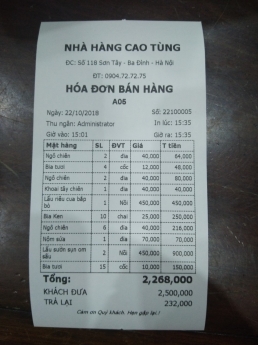 NHÀ HÀNG CAO TÙNG
ĐC: Số 118 Sơn Tây - Ba Đình - Hà Nội
ĐT: 0904.72.72.75
HÓA ĐƠN BÁN HÀNG
A06
Ngày: 22/10/2018 Số: 22100005
Thu ngân: Administrator In lúc: 15:35
Giờ vào: 15:01 Giờ ra: 15:35
Mặt hàng SL ĐVT Giá T tiền
Ngô chiên 2 đĩa 40,000 64,000
Bia tươi 4 cốc 12,000 48,000
Ngô chiên 2 đĩa 40,000 80,000
Khoai tây chiên 1 đĩa 40,000 40,000
Lẩu nêu cua bắp bò 1 Nồi 450,000 450,000
Bia Ken 10 chai 25,000 250,000
Ngô chiên 6 đĩa 40,000 216,000
Nộm sứa 1 đĩa 70,000 70,000
Lẩu sườn sụn om sấu 2 Nồi 450,000 900,000
Bia tươi 15 cốc 10,000 150,000
Tổng: 2,268,000
KHÁCH ĐƯA 2,500,000
TRẢ LẠI 232,000
Cảm ơn Quý khách. Hẹn gặp lại.!